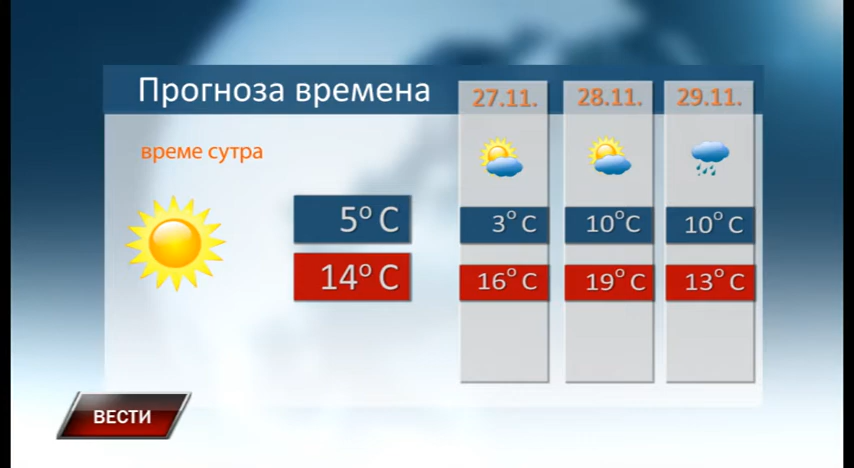 Прогноза времена
време сутра
5° C
14° C
27.11. 28.11. 29.11.
3° C 10°C 10° C
16° C 19° C 13° C
ВЕСТИ